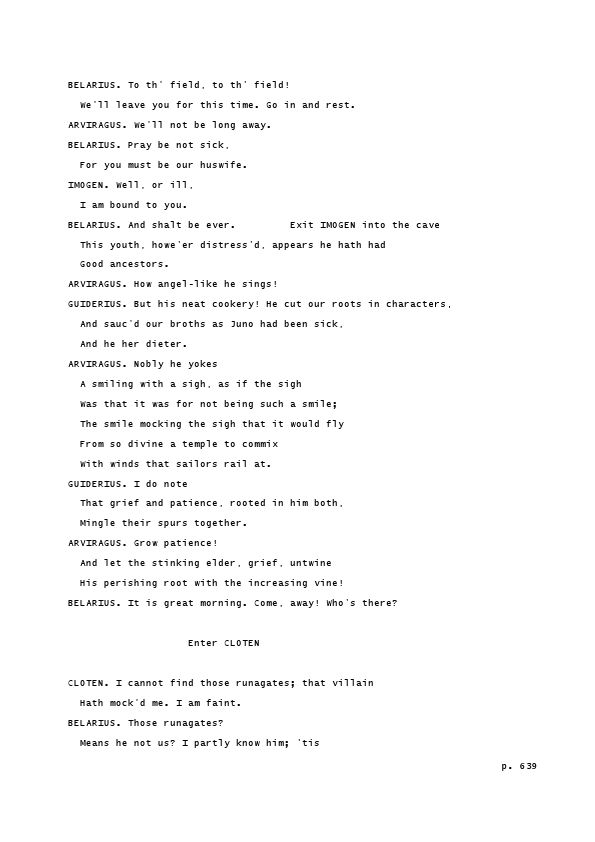 BELARIUS. To th' field, to th' field!
We'll leave you for this time. Go in and rest.
ARVIRAGUS. We'll not be long away.
BELARIUS. Pray be not sick,
For you must be our huswife.
IMOGEN. Well, or ill,
I am bound to you.
BELARIUS. And shalt be ever. Exit IMOGEN into the cave
This youth, howe'er distress'd, appears he hath had
Good ancestors.
ARVIRAGUS. How angel-like he sings!
GUIDERIUS. But his neat cookery! He cut our roots in characters,
And sauc'd our broths as Juno had been sick,
And he her dieter.
ARVIRAGUS. Nobly he yokes
A smiling with a sigh, as if the sigh
Was that it was for not being such a smile;
The smile mocking the sigh that it would fly
From so divine a temple to commix
With winds that sailors rail at.
GUIDERIUS. I do note
That grief and patience, rooted in him both,
Mingle their spurs together.
ARVIRAGUS. Grow patience!
And let the stinking elder, grief, untwine
His perishing root with the increasing vine!
BELARIUS. It is great morning. Come, away! Who's there?
Enter CLOTEN
CLOTEN. I cannot find those runagates; that villain
Hath mock'd me. I am faint.
BELARIUS. Those runagates?
Means he not us? I partly know him; 'tis
p. 639